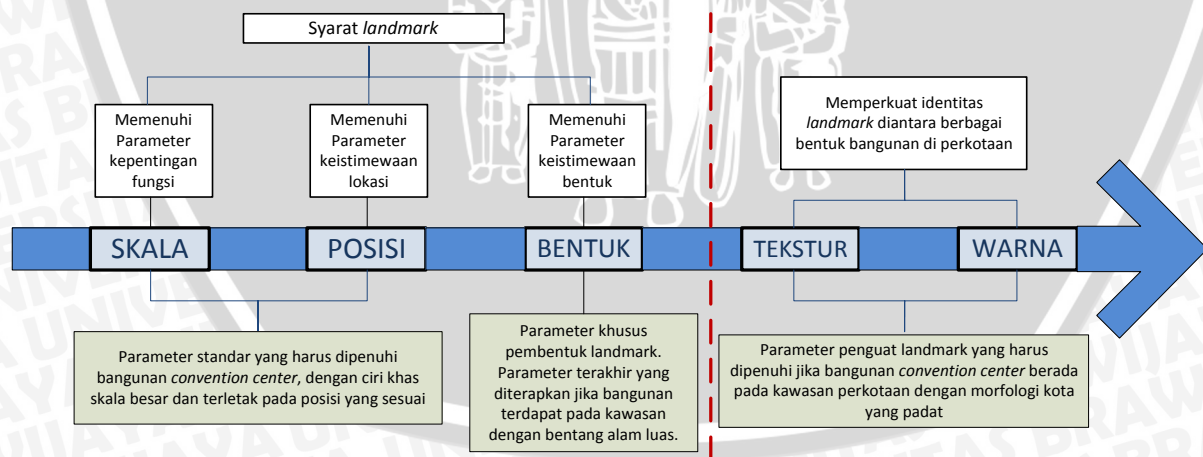 Syarat landmark
Memenuhi
Parameter
kepentingan
fungsi
Memenuhi
Parameter
keistimewaan
lokasi
Memenuhi
Parameter
keistimewaan
bentuk
Memperkuat identitas
landmark diantara berbagai
bentuk bangunan di perkotaan
SKALA
POSISI
BENTUK
TEKSTUR
WARNA
Parameter standar yang harus dipenuhi
bangunan convention center, dengan ciri khas
skala besar dan terletak pada posisi yang sesuai
Parameter khusus
pembentuk landmark.
Parameter terakhir yang
diterapkan jika bangunan
terdapat pada kawasan
dengan bentang alam luas.
Parameter penguat landmark yang harus
dipenuhi jika bangunan convention center berada
pada kawasan perkotaan dengan morfologi kota
yang padat